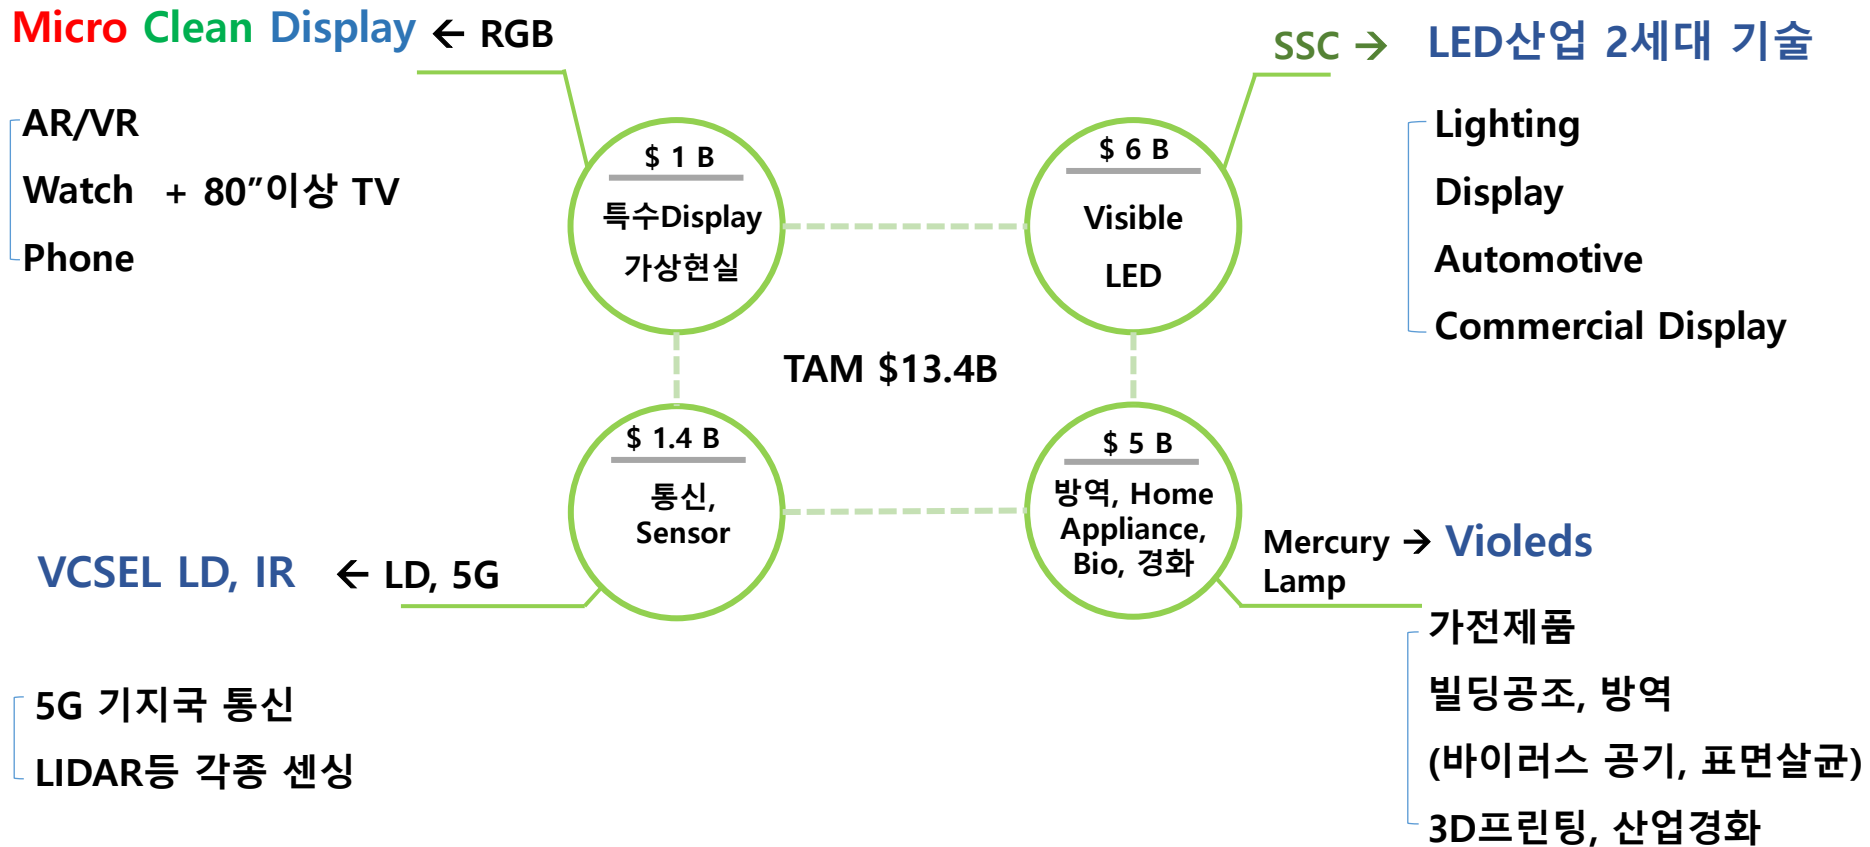 Micro Clean Display ← RGB
AR/VR
Watch + 80”이상 TV
Phone
$ 1 B
특수Display
가상현실
SSC → LED산업 2세대 기술
Lighting
Display
Automotive
Commercial Display
$ 6 B
Visible
LED
TAM $13.4B
$ 1.4 B
통신,
Sensor
VCSEL LD, IR ← LD, 5G
5G 기지국 통신
LIDAR등 각종 센싱
$ 5 B
방역, Home
Appliance,
Bio, 경화
Mercury → Violeds
Lamp
가전제품
빌딩공조, 방역
(바이러스 공기, 표면살균)
3D프린팅, 산업경화